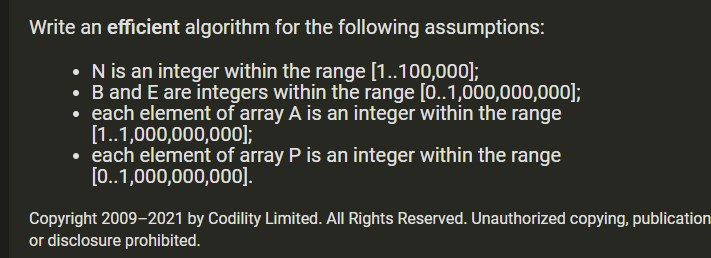 Write an efficient algorithm for the following assumptions:
• N is an integer within the range [1..100,000];
• B and E are integers within the range [0..1,000,000,000];
• each element of array A is an integer within the range
[1..1,000,000,000];
• each element of array P is an integer within the range
[0..1,000,000,000].
Copyright 2009–2021 by Codility Limited. All Rights Reserved. Unauthorized copying, publication
or disclosure prohibited.